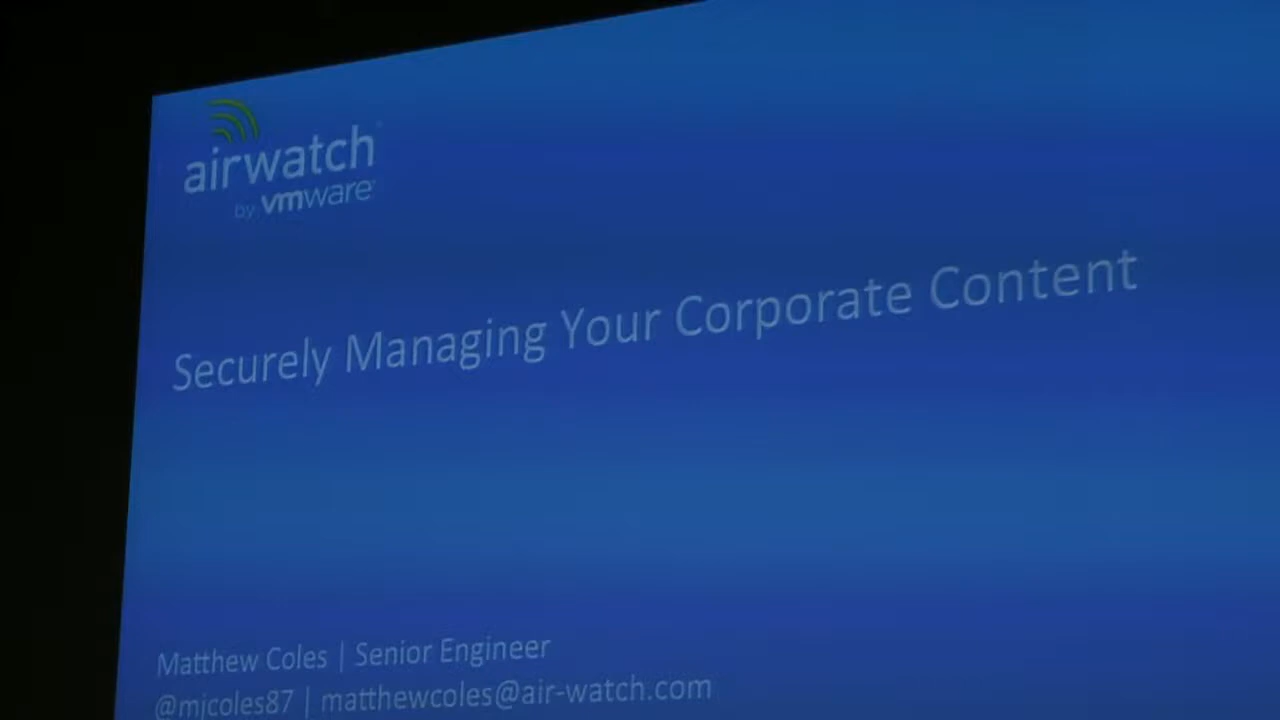 airwatch
by vmware
Securely Managing Your Corporate Content
Matthew Coles | Senior Engineer
@mjcoles87 | matthewcoles@air-watch.com